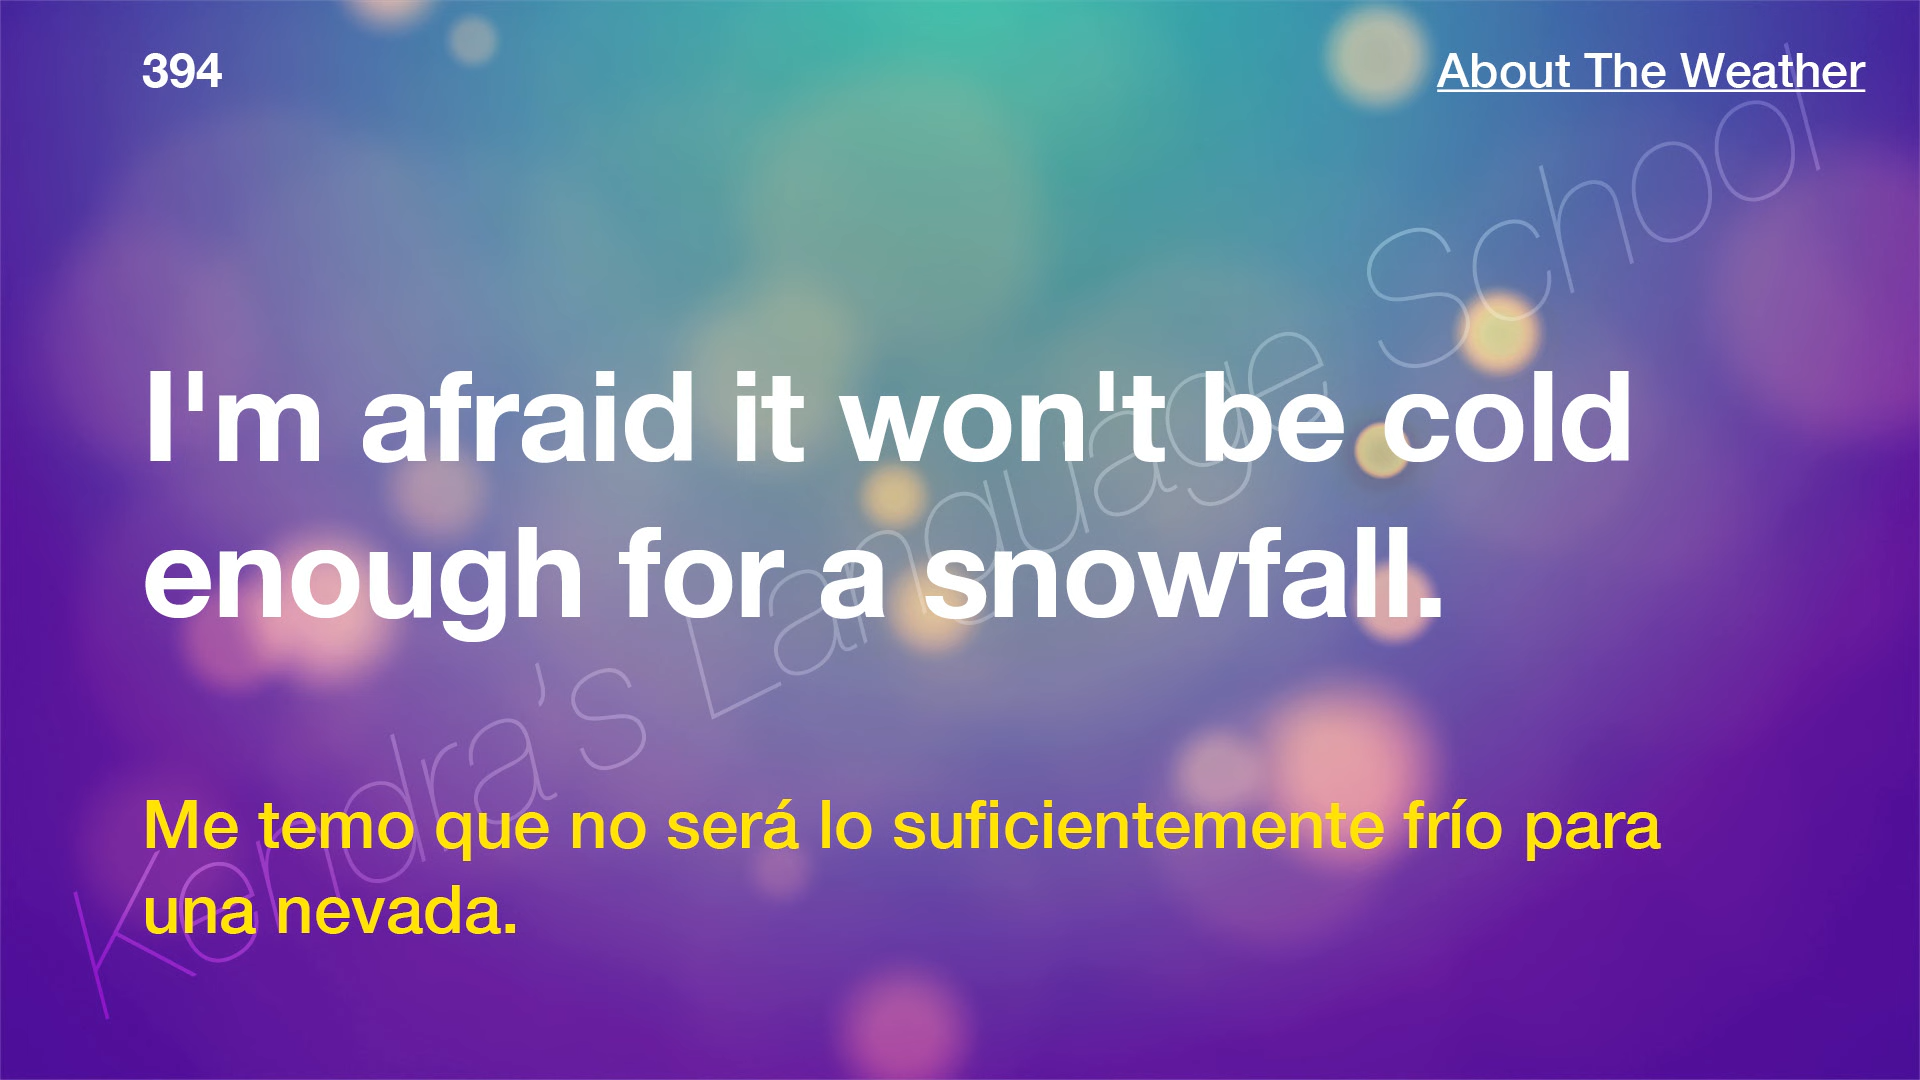 394
About The Weather
I'm afraid it won't be cold
enough for a snowfall.
Me temo que no será lo suficientemente frío para
una nevada.
Kendra’s Language School